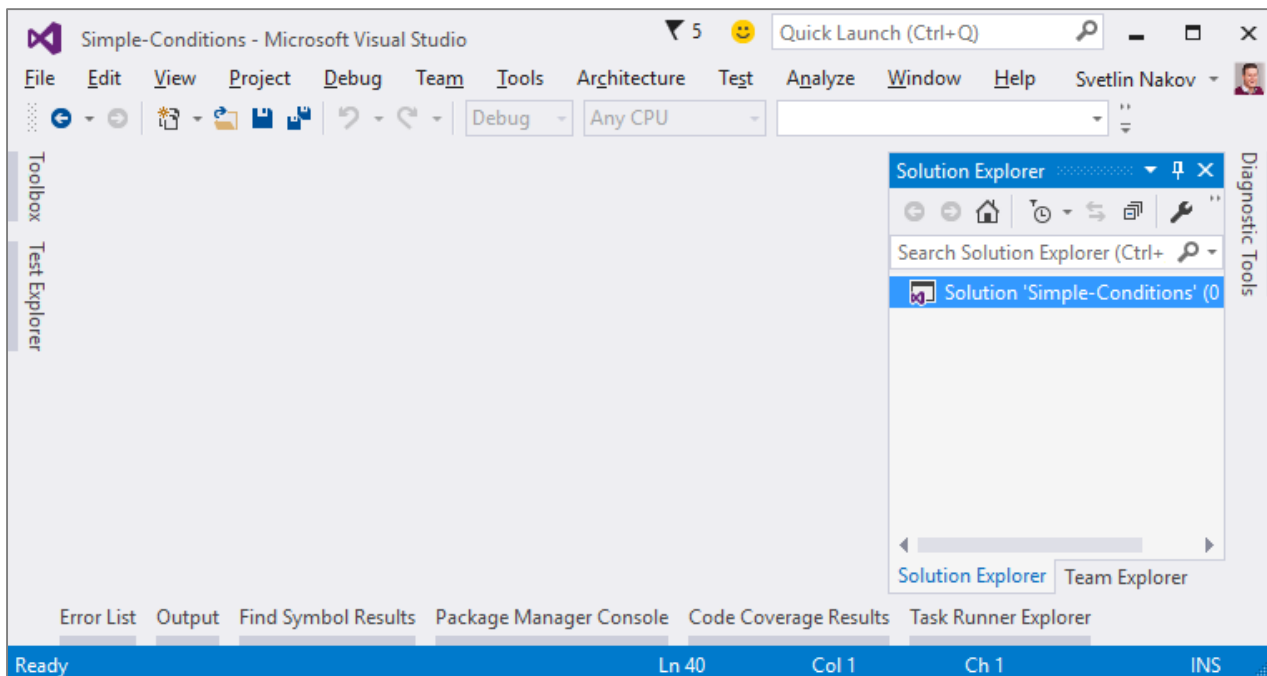 Simple-Conditions - Microsoft Visual Studio 5 Quick Launch (Ctrl+Q)
File Edit View Project Debug Team Tools Architecture Test Analyze Window Help Svetlin Nakov
Debug Any CPU
Toolbox
Test Explorer
Solution Explorer
Search Solution Explorer (Ctrl+
Solution 'Simple-Conditions' (0
Solution Explorer Team Explorer
Diagnostic Tools
Error List Output Find Symbol Results Package Manager Console Code Coverage Results Task Runner Explorer
Ready Ln 40 Col 1 Ch 1 INS